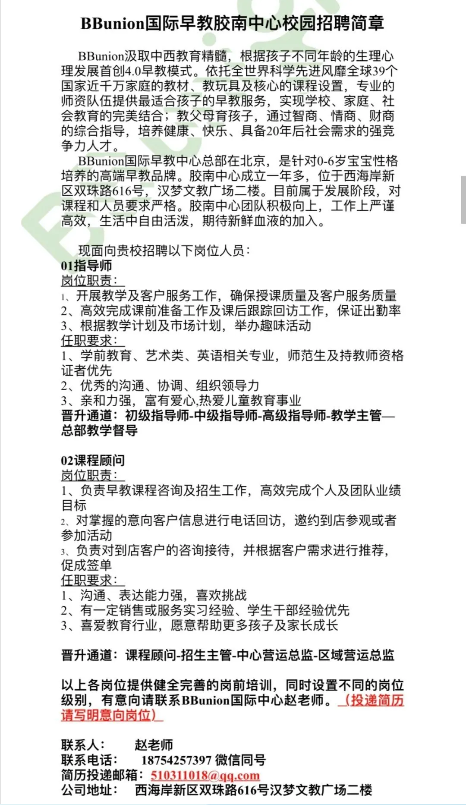 BBunion国际早教胶南中心校园招聘简章
BBunion汲取中西教育精髓，根据孩子不同年龄的生理心
理发展首创4.0早教模式。依托全世界科学先进风靡全球39个
国家近千万家庭的教材、教玩具及核心的课程设置，专业的
师资队伍提供最适合孩子的早教服务，实现学校、家庭、社
会教育的完美结合；教父母育孩子，通过智商、情商、财商
的综合指导，培养健康、快乐、具备20年后社会需求的强竞
争力人才。
BBunion国际早教中心总部在北京，是针对0-6岁宝宝性格
培养的高端早教品牌。胶南中心成立一年多，位于西海岸新
区双珠路616号，汉梦文教广场二楼。目前属于发展阶段，对
课程和人员要求严格。胶南中心团队积极向上，工作上严谨
高效，生活中自由活泼，期待新鲜血液的加入。
现面向贵校招聘以下岗位人员：
01指导师
岗位职责：
1、开展教学及客户服务工作，确保授课质量及客户服务质量
2、高效完成课前准备工作及课后跟踪回访工作，保证出勤率
3、根据教学计划及市场计划，举办趣味活动
任职要求：
1、学前教育、艺术类、英语相关专业，师范生及持教师资格
证者优先
2、优秀的沟通、协调、组织领导力
3、亲和力强，富有爱心,热爱儿童教育事业
晋升通道：初级指导师-中级指导师-高级指导师-教学主管—
总部教学督导
02课程顾问
岗位职责：
1、负责早教课程咨询及招生工作，高效完成个人及团队业绩
目标
2、对掌握的意向客户信息进行电话回访，邀约到店参观或者
参加活动
3、负责对到店客户的咨询接待，并根据客户需求进行推荐，
促成签单
任职要求：
1、沟通、表达能力强，喜欢挑战
2、有一定销售或服务实习经验、学生干部经验优先
3、喜爱教育行业，愿意帮助更多孩子及家长成长
晋升通道：课程顾问-招生主管-中心营运总监-区域营运总监
以上各岗位提供健全完善的岗前培训，同时设置不同的岗位
级别，有意向请联系BBunion国际中心赵老师。（投递简历
请写明意向岗位）
联系人： 赵老师
联系电话： 18754257397 微信同号
简历投递邮箱：510311018@qq.com
公司地址： 西海岸新区双珠路616号汉梦文教广场二楼